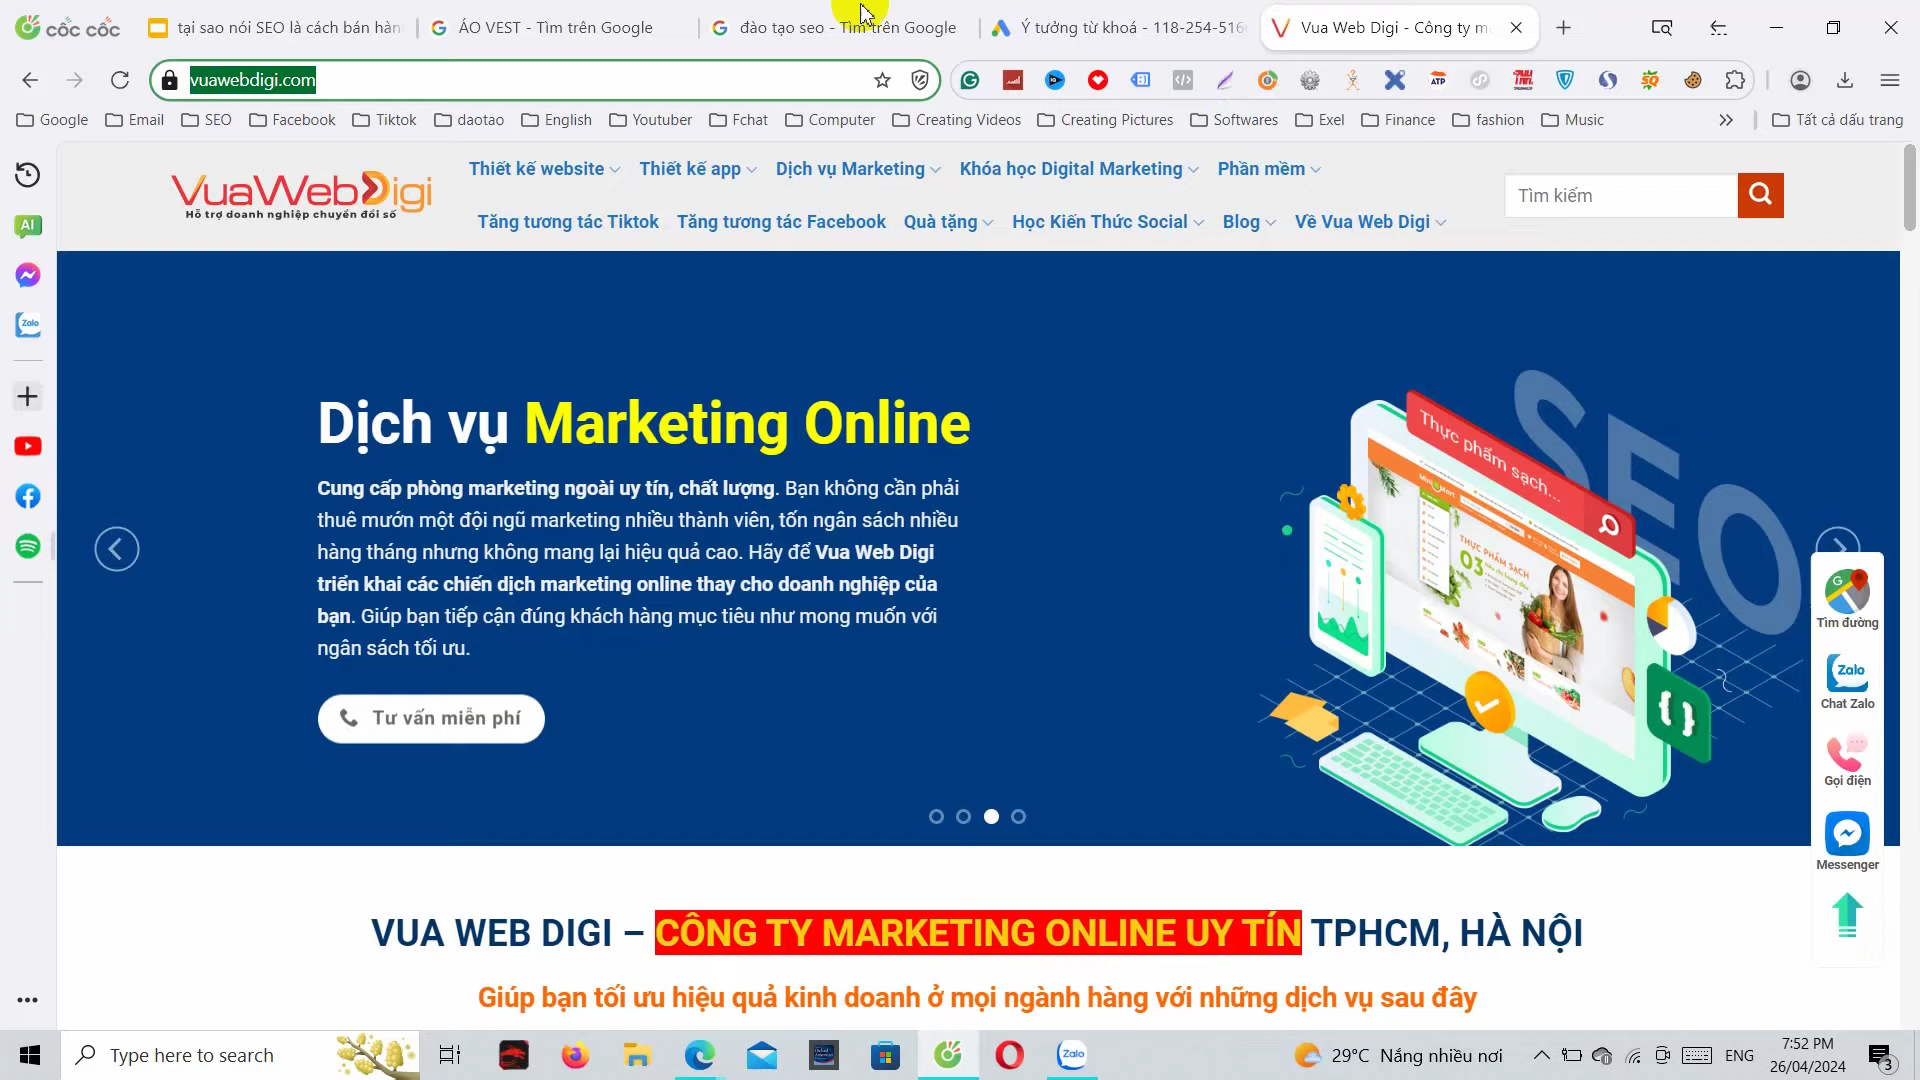 cốc cốc
tại sao nói SEO là cách bán hàn
ÁO VEST - Tìm trên Google
đào tạo seo - Tìm trên Google
Ý tưởng từ khoá - 118-254-516
Vua Web Digi - Công ty m
vuawebdigi.com
Google
Email
SEO
Facebook
Tiktok
daotao
English
Youtuber
Fchat
Computer
Creating Videos
Creating Pictures
Softwares
Exel
Finance
fashion
Music
Tất cả dấu trang
AI
Zalo
VuaWebDigi
Hỗ trợ doanh nghiệp chuyển đổi số
Thiết kế website
Thiết kế app
Dịch vụ Marketing
Khóa học Digital Marketing
Phần mềm
Tìm kiếm
Tăng tương tác Tiktok
Tăng tương tác Facebook
Quà tặng
Học Kiến Thức Social
Blog
Về Vua Web Digi
Dịch vụ Marketing Online
Cung cấp phòng marketing ngoài uy tín, chất lượng. Bạn không cần phải
thuê mướn một đội ngũ marketing nhiều thành viên, tốn ngân sách nhiều
hàng tháng nhưng không mang lại hiệu quả cao. Hãy để Vua Web Digi
triển khai các chiến dịch marketing online thay cho doanh nghiệp của
bạn. Giúp bạn tiếp cận đúng khách hàng mục tiêu như mong muốn với
ngân sách tối ưu.
Tư vấn miễn phí
SEO
Thực phẩm sạch...
THỰC PHẨM SẠCH
03
Tìm đường
Zalo
Chat Zalo
Gọi điện
Messenger
VUA WEB DIGI – CÔNG TY MARKETING ONLINE UY TÍN TPHCM, HÀ NỘI
Giúp bạn tối ưu hiệu quả kinh doanh ở mọi ngành hàng với những dịch vụ sau đây
Type here to search
Zalo
29°C Nắng nhiều nơi
ENG
7:52 PM
26/04/2024
3